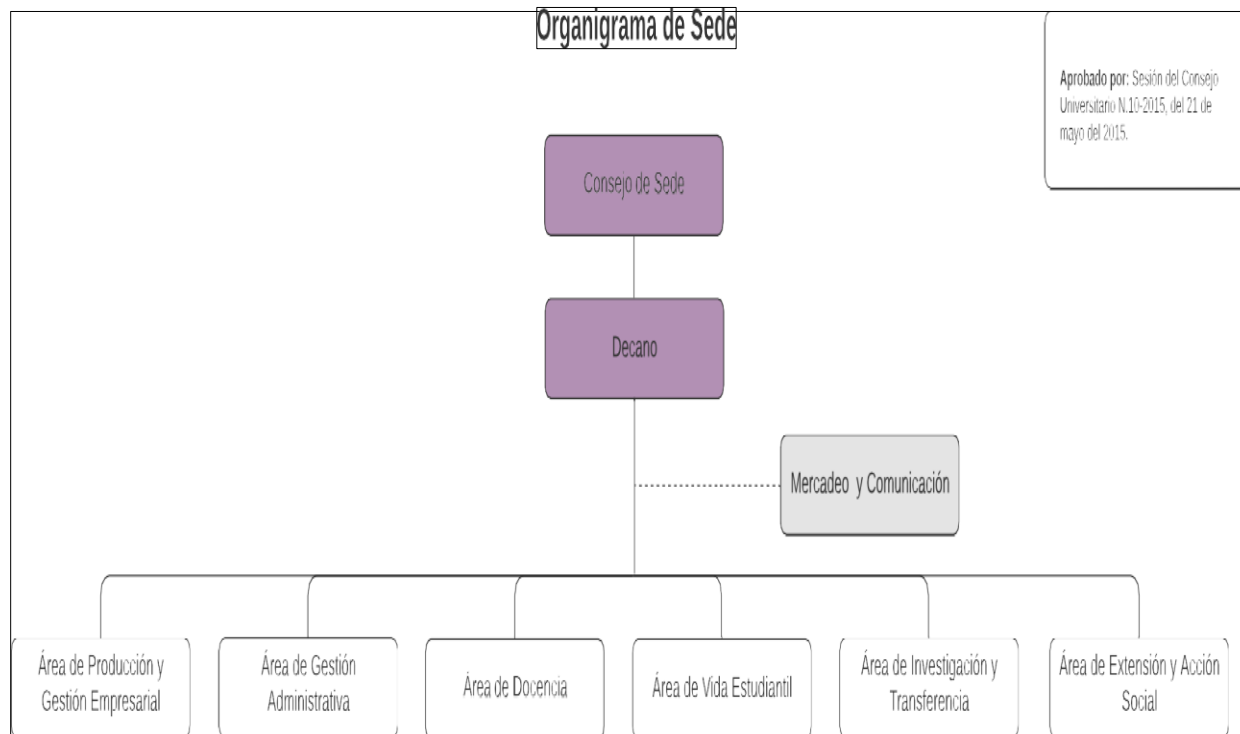 Organigrama de Sede
Aprobado por: Sesión del Consejo
Universitario N.10-2015, del 21 de
mayo del 2015.
Consejo de Sede
Decano
Mercadeo y Comunicación
Área de Producción y
Gestión Empresarial
Área de Gestión
Administrativa
Área de Docencia
Área de Vida Estudiantil
Área de Investigación y
Transferencia
Área de Extensión y Acción
Social